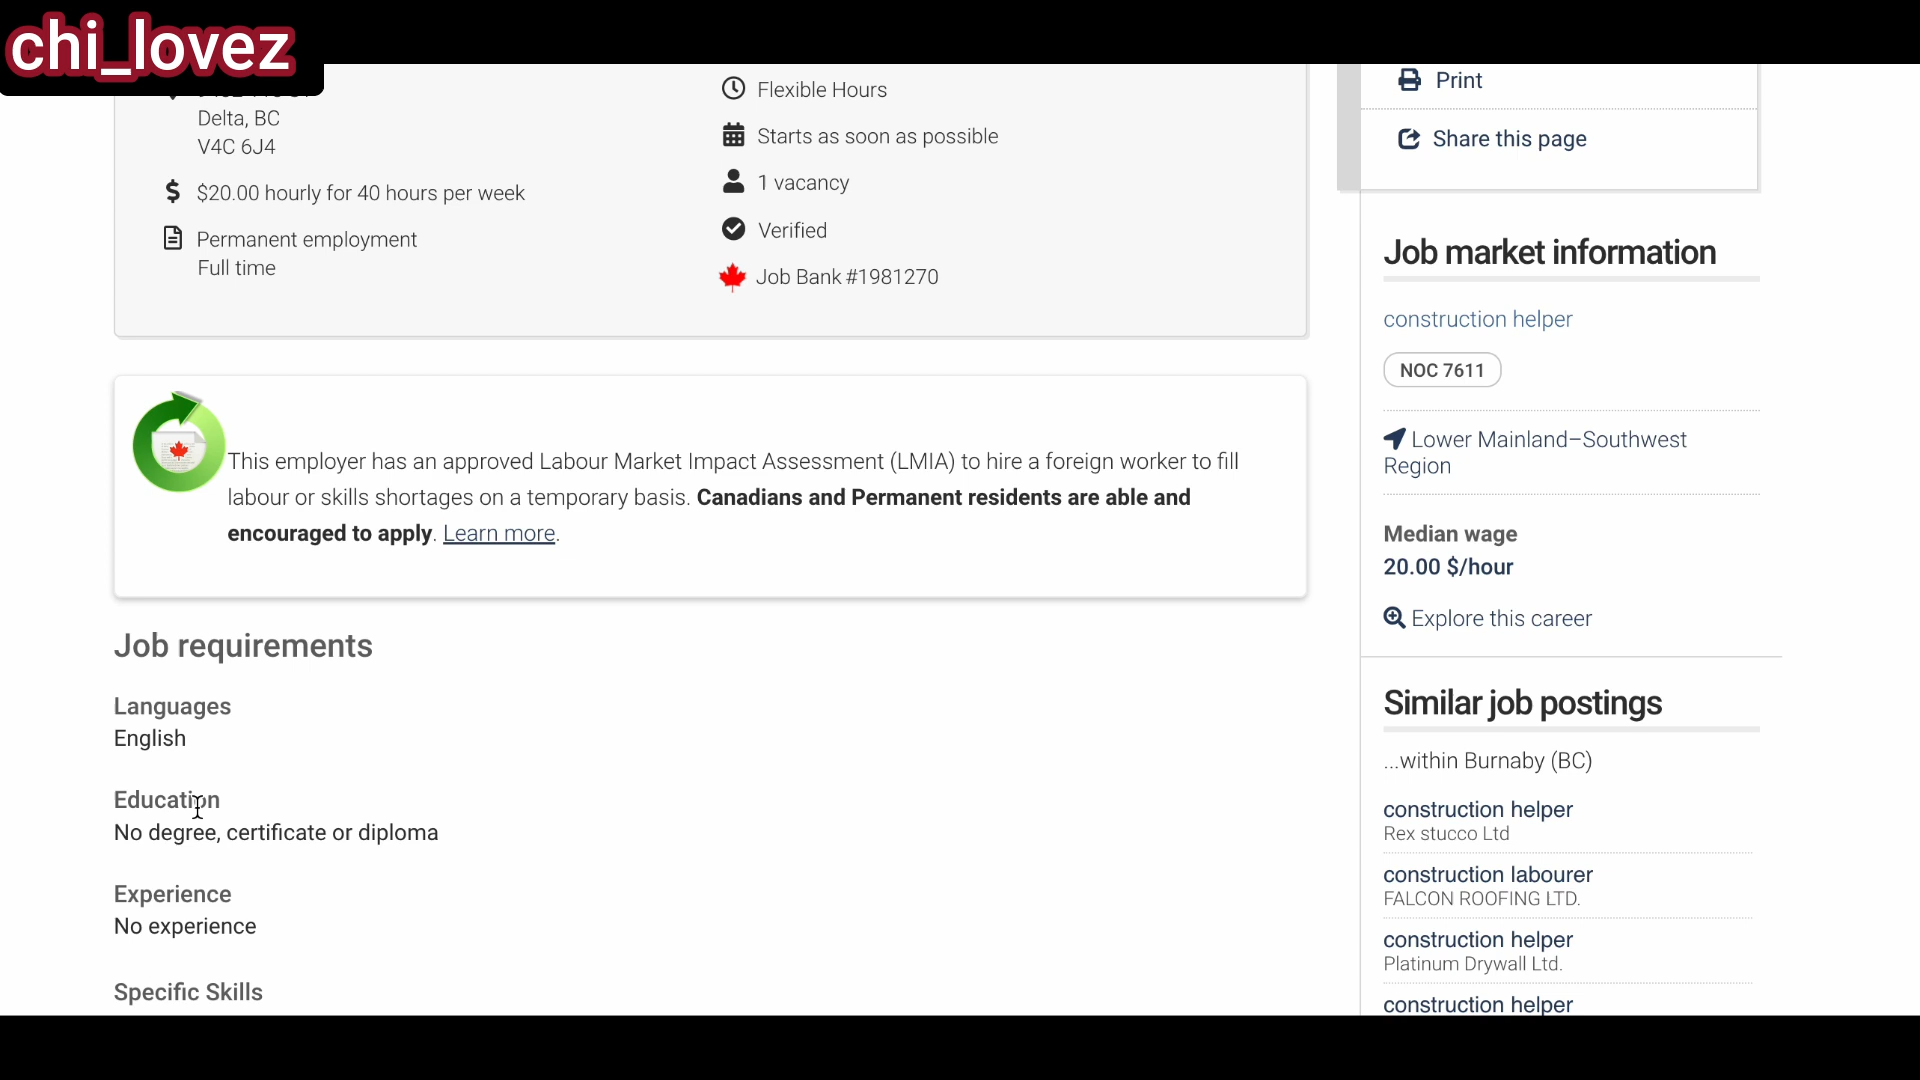 chi_lovez
Delta, BC
V4C 6J4
$20.00 hourly for 40 hours per week
Permanent employment
Full time
Flexible Hours
Starts as soon as possible
1 vacancy
Verified
Job Bank #1981270
This employer has an approved Labour Market Impact Assessment (LMIA) to hire a foreign worker to fill
labour or skills shortages on a temporary basis. Canadians and Permanent residents are able and
encouraged to apply. Learn more.
Job requirements
Languages
English
Education
No degree, certificate or diploma
Experience
No experience
Specific Skills
Print
Share this page
Job market information
construction helper
NOC 7611
Lower Mainland–Southwest
Region
Median wage
20.00 $/hour
Explore this career
Similar job postings
...within Burnaby (BC)
construction helper
Rex stucco Ltd
construction labourer
FALCON ROOFING LTD.
construction helper
Platinum Drywall Ltd.
construction helper